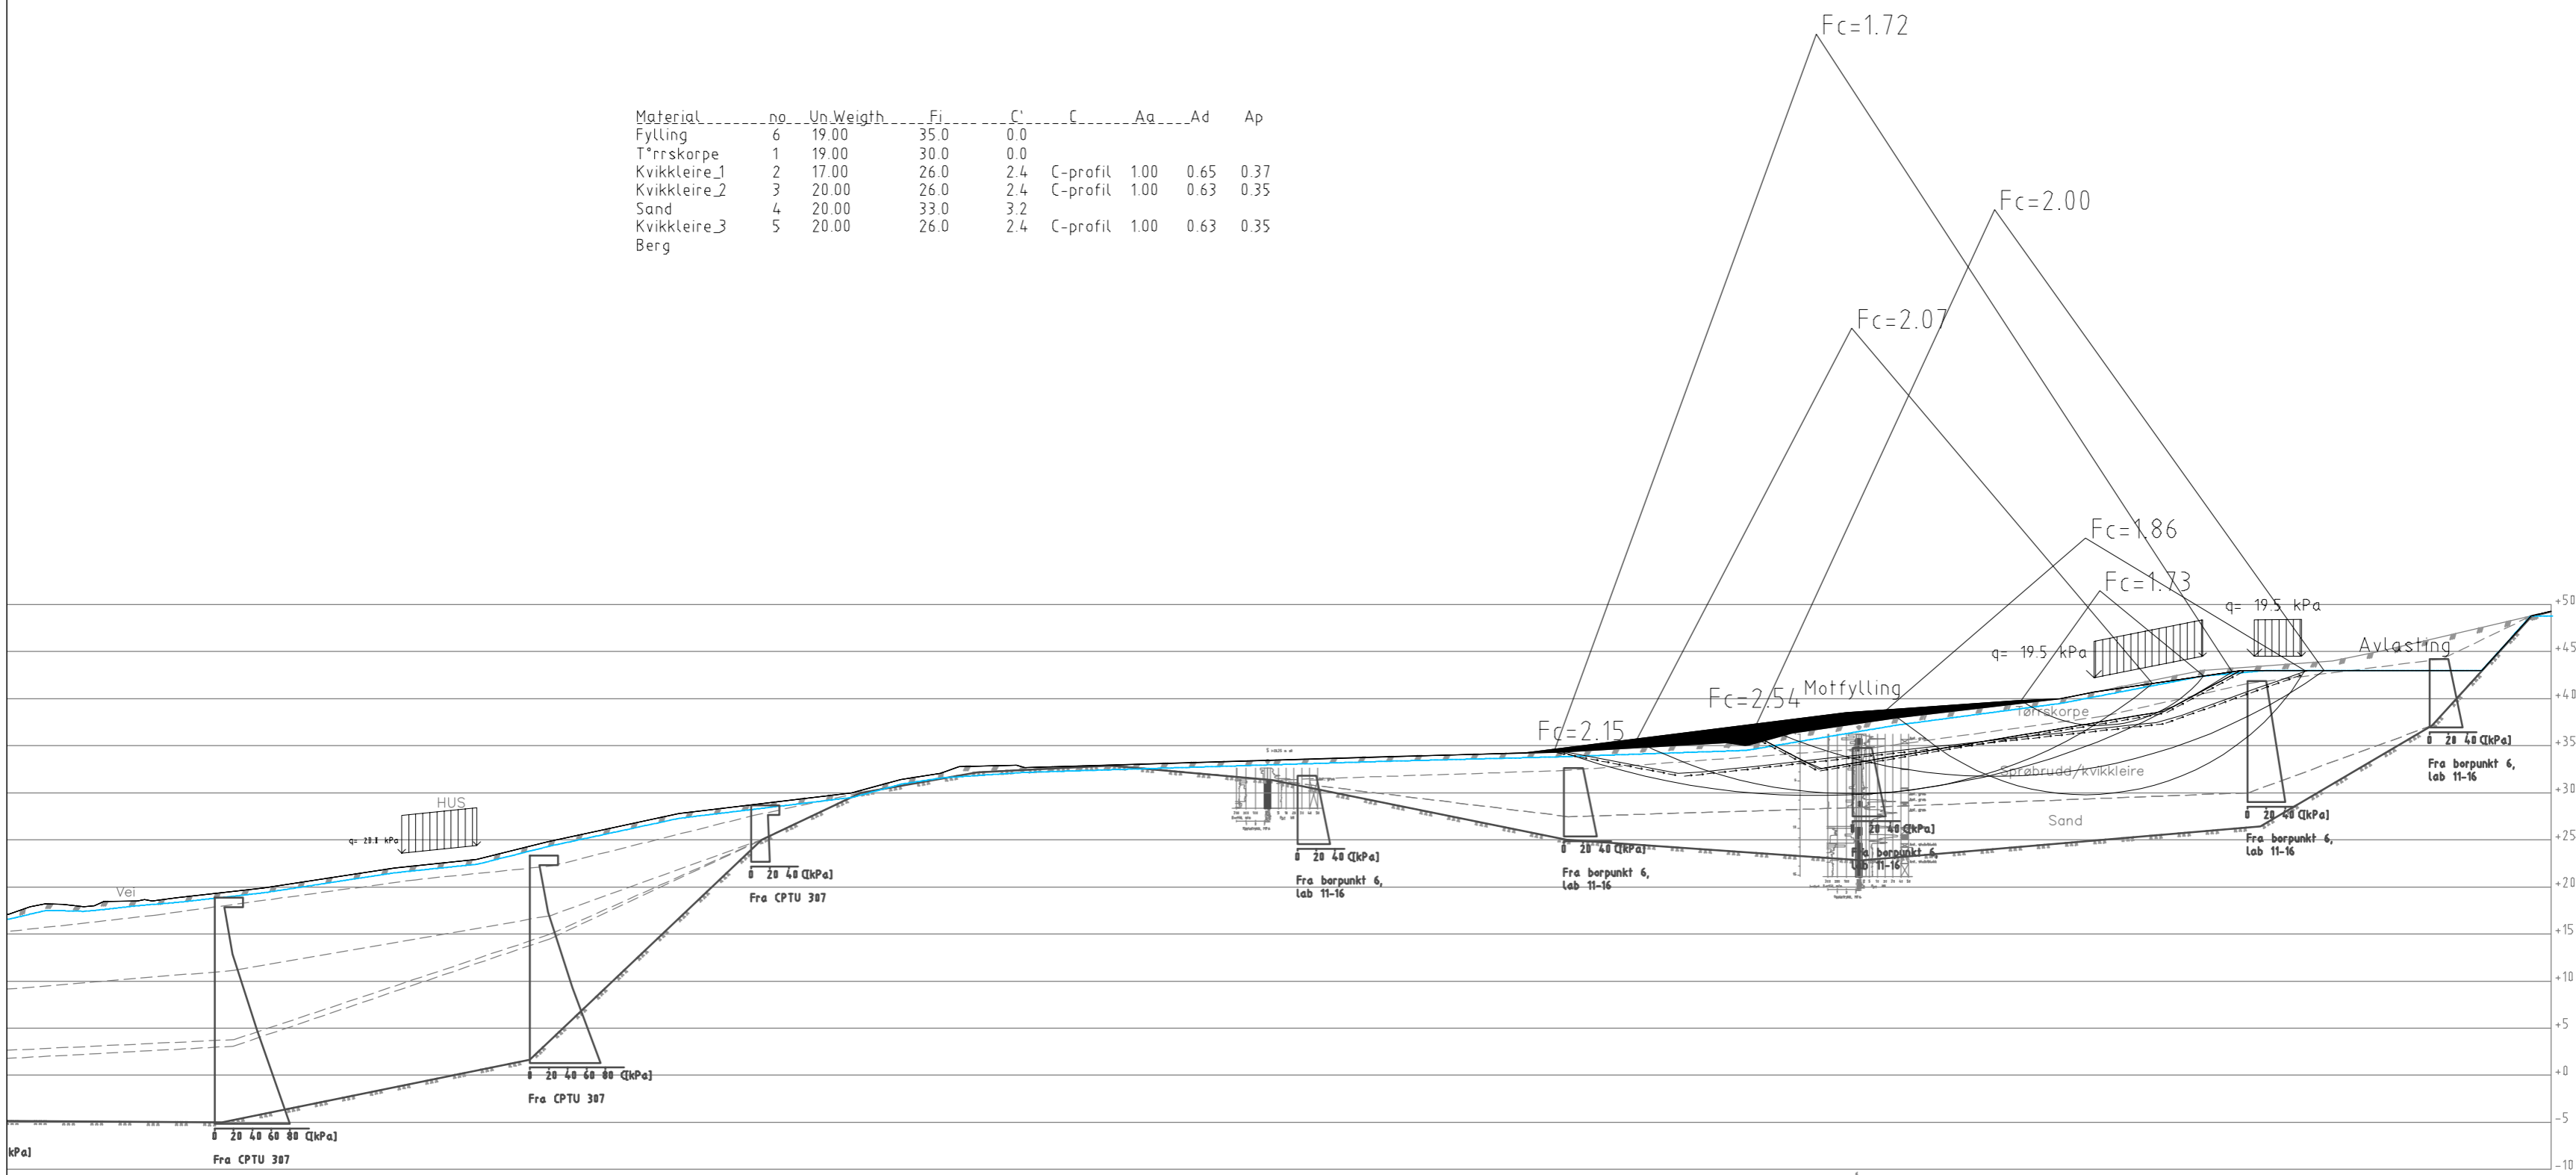 Fc=1.72
Material no Un.Weigth Fi C' C Aa Ad Ap
Fylling 6 19.00 35.0 0.0
T°rrskorpe 1 19.00 30.0 0.0
Kvikkleire_1 2 17.00 26.0 2.4 C-profil 1.00 0.65 0.37
Kvikkleire_2 3 20.00 26.0 2.4 C-profil 1.00 0.63 0.35
Sand 4 20.00 33.0 3.2
Kvikkleire_3 5 20.00 26.0 2.4 C-profil 1.00 0.63 0.35
Berg
Fc=2.00
Fc=2.07
Fc=1.86
Fc=1.73
q= 19.5 kPa
q= 19.5 kPa
Avlasting
Fc=2.54
Motfylling
Fc=2.15
Tørrskorpe
Sprøbrudd/kvikkleire
Sand
HUS
q= 20.0 kPa
Vei
+50
+45
+40
+35
+30
+25
+20
+15
+10
+5
+0
-5
-10
0 20 40 C[kPa]
Fra borpunkt 6,
lab 11-16
0 20 40 C[kPa]
Fra borpunkt 6,
lab 11-16
0 20 40 C[kPa]
Fra borpunkt 6,
lab 11-16
0 20 40 C[kPa]
Fra borpunkt 6,
lab 11-16
0 20 40 C[kPa]
Fra borpunkt 6,
lab 11-16
0 20 40 C[kPa]
Fra CPTU 307
0 20 40 60 80 C[kPa]
Fra CPTU 307
0 20 40 60 80 C[kPa]
Fra CPTU 307
kPa]